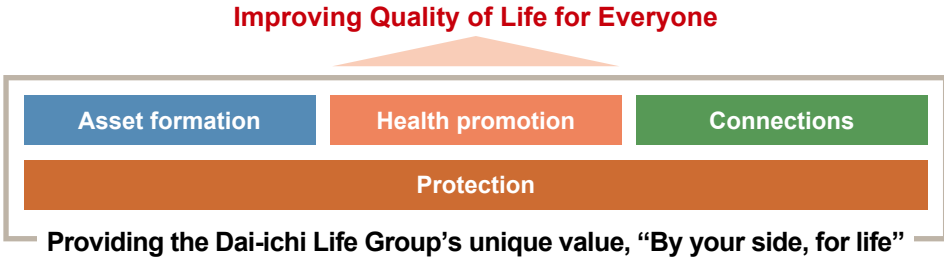 Improving Quality of Life for Everyone
Asset formation
Health promotion
Connections
Protection
Providing the Dai-ichi Life Group’s unique value, “By your side, for life”